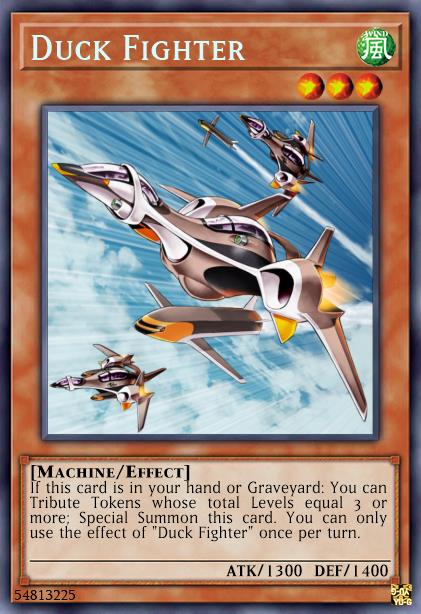 Duck Fighter
WIND
風
[Machine/Effect]
If this card is in your hand or Graveyard: You can
Tribute Tokens whose total Levels equal 3 or
more; Special Summon this card. You can only
use the effect of "Duck Fighter" once per turn.
ATK/1300 DEF/1400
54813225